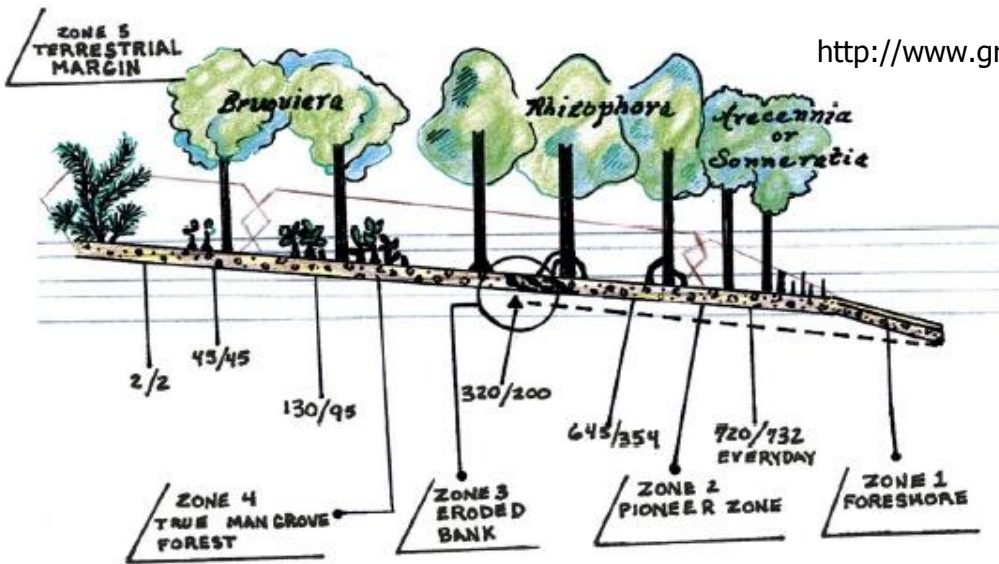 ZONE 5
TERRESTRIAL
MARGIN
http://www.gr
Bruquiera
Rhizophora
Avecennia
or
Sonneratia
2/2
45/45
130/95
320/200
645/354
720/732
EVERYDAY
ZONE 4
TRUE MANGROVE
FOREST
ZONE 3
ERODED
BANK
ZONE 2
PIONEER ZONE
ZONE 1
FORESHORE